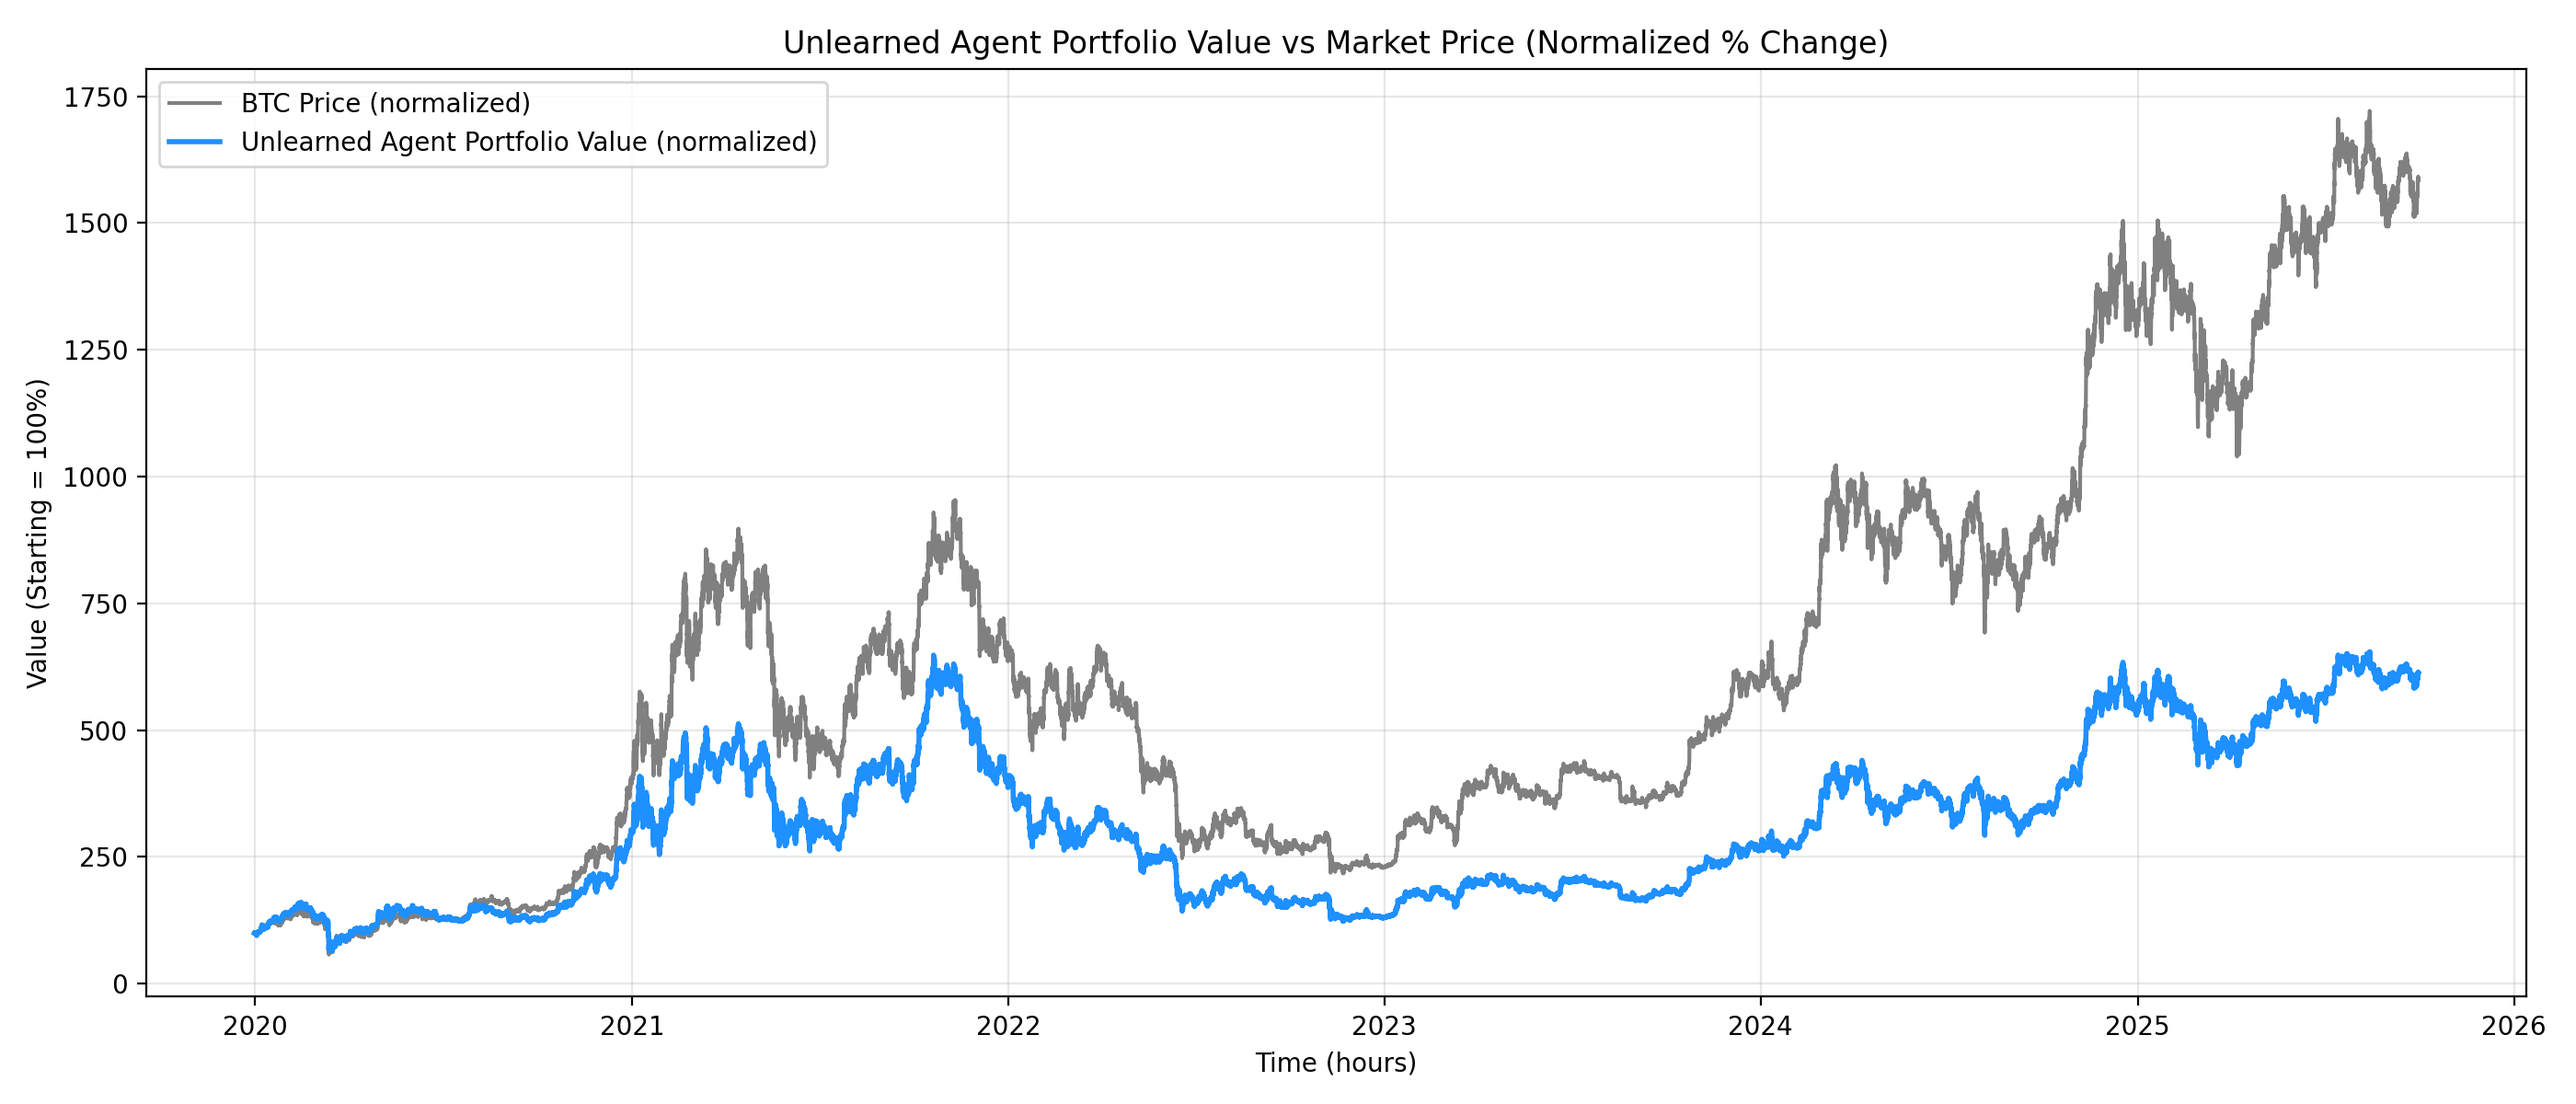 Unlearned Agent Portfolio Value vs Market Price (Normalized % Change)
BTC Price (normalized)
Unlearned Agent Portfolio Value (normalized)
Value (Starting = 100%)
1750
1500
1250
1000
750
500
250
0
2020 2021 2022 2023 2024 2025 2026
Time (hours)